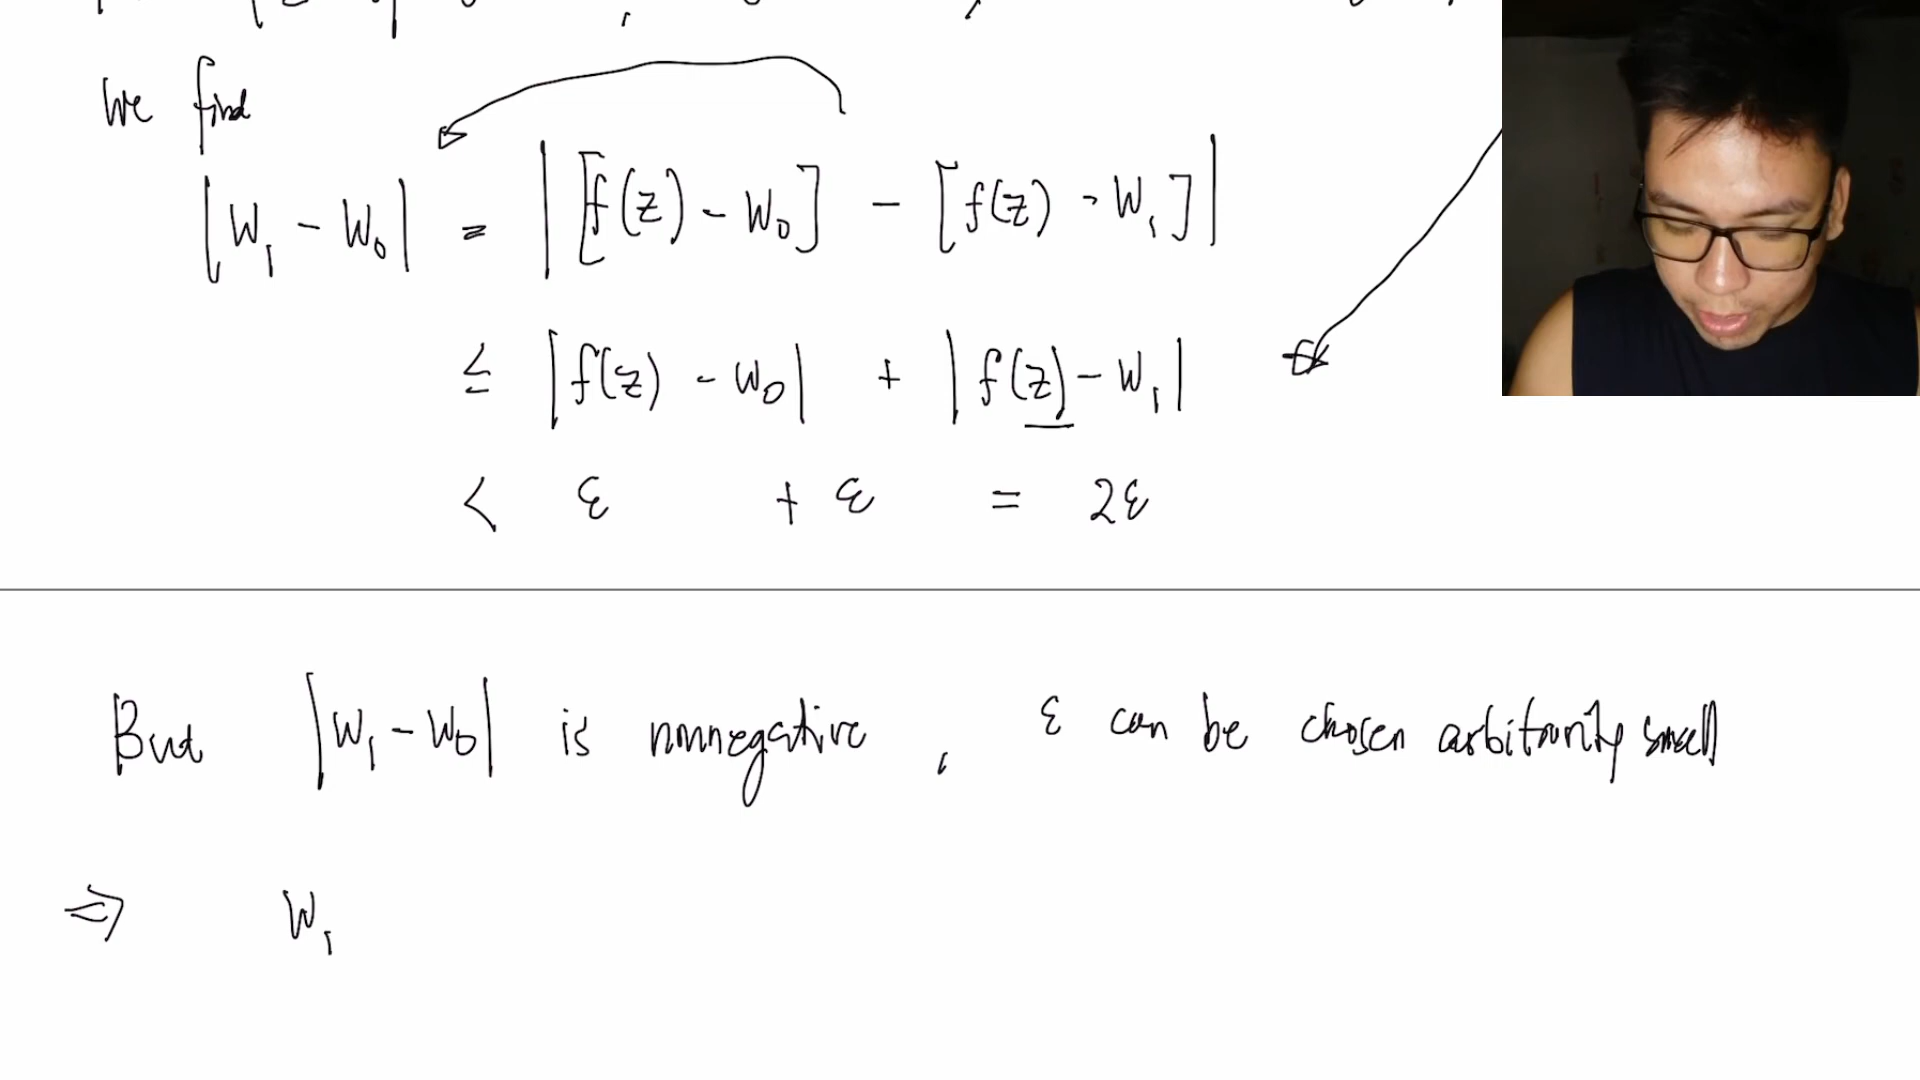 We find
|W₁ - W₀| = |[f(z) - W₀] - [f(z) - W₁]|
≤ |f(z) - W₀| + |f(z) - W₁|
< ε + ε = 2ε
But |W₁ - W₀| is nonnegative, ε can be chosen arbitrarily small
⇒ W₁